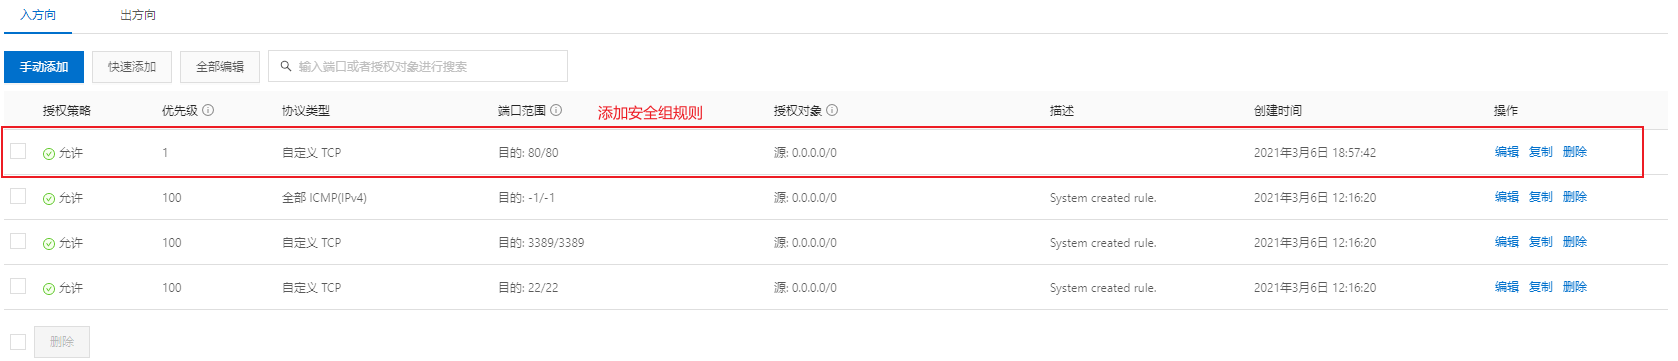 入方向 出方向
手动添加 快速添加 全部编辑 输入端口或者授权对象进行搜索
授权策略 优先级 协议类型 端口范围 添加安全组规则 授权对象 描述 创建时间 操作
允许 1 自定义 TCP 目的: 80/80 源: 0.0.0.0/0 2021年3月6日 18:57:42 编辑 复制 删除
允许 100 全部 ICMP(IPv4) 目的: -1/-1 源: 0.0.0.0/0 System created rule. 2021年3月6日 12:16:20 编辑 复制 删除
允许 100 自定义 TCP 目的: 3389/3389 源: 0.0.0.0/0 System created rule. 2021年3月6日 12:16:20 编辑 复制 删除
允许 100 自定义 TCP 目的: 22/22 源: 0.0.0.0/0 System created rule. 2021年3月6日 12:16:20 编辑 复制 删除
删除